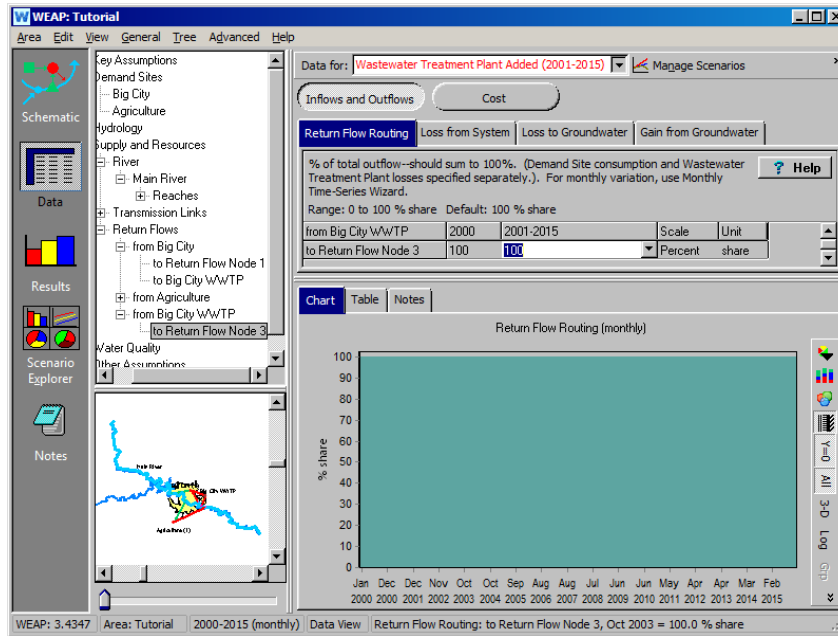 WEAP: Tutorial
Area Edit View General Tree Advanced Help
Schematic
Data
Results
Scenario
Explorer
Notes
Key Assumptions
Demand Sites
Big City
Agriculture
Hydrology
Supply and Resources
River
Main River
Reaches
Transmission Links
Return Flows
from Big City
to Return Flow Node 1
to Big City WWTP
from Agriculture
from Big City WWTP
to Return Flow Node 3
Water Quality
Other Assumptions
Main River
Big City WWTP
Agriculture (1)
Data for: Wastewater Treatment Plant Added (2001-2015) Manage Scenarios
Inflows and Outflows Cost
Return Flow Routing Loss from System Loss to Groundwater Gain from Groundwater
% of total outflow--should sum to 100%. (Demand Site consumption and Wastewater
Treatment Plant losses specified separately.). For monthly variation, use Monthly
Time-Series Wizard.
? Help
Range: 0 to 100 % share Default: 100 % share
from Big City WWTP 2000 2001-2015 Scale Unit
to Return Flow Node 3 100 100 Percent share
Chart Table Notes
Return Flow Routing (monthly)
% share
100
90
80
70
60
50
40
30
20
10
0
Jan Dec Dec Nov Oct Oct Sep Aug Aug Jul Jun Jun May Apr Apr Mar Feb
2000 2000 2001 2002 2003 2004 2005 2006 2007 2008 2009 2010 2011 2012 2013 2014 2015
Y=0
All
3-D
Log
Grp
WEAP: 3.4347 Area: Tutorial 2000-2015 (monthly) Data View Return Flow Routing: to Return Flow Node 3, Oct 2003 = 100.0 % share